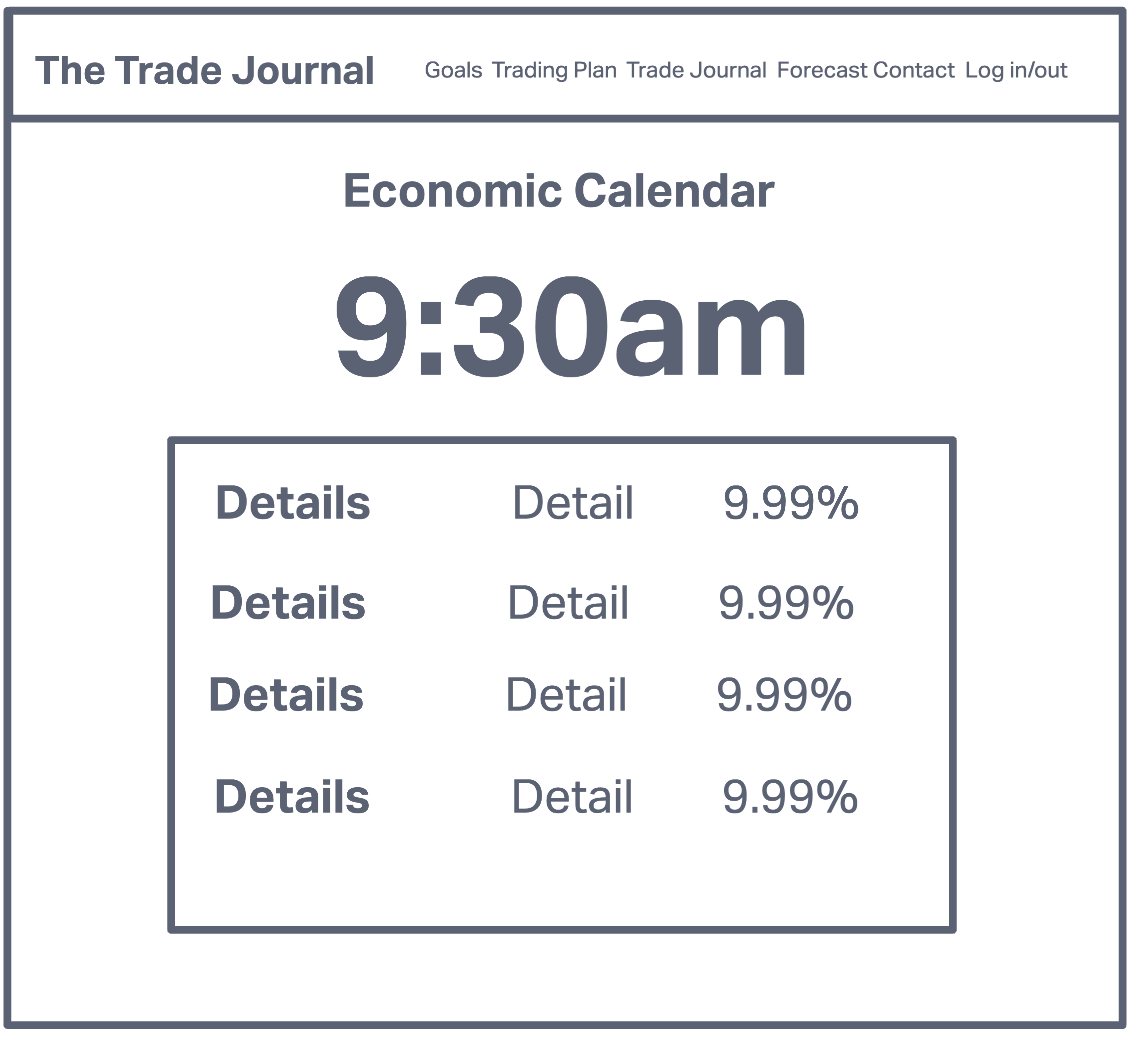 The Trade Journal Goals Trading Plan Trade Journal Forecast Contact Log in/out
Economic Calendar
9:30am
Details Detail 9.99%
Details Detail 9.99%
Details Detail 9.99%
Details Detail 9.99%